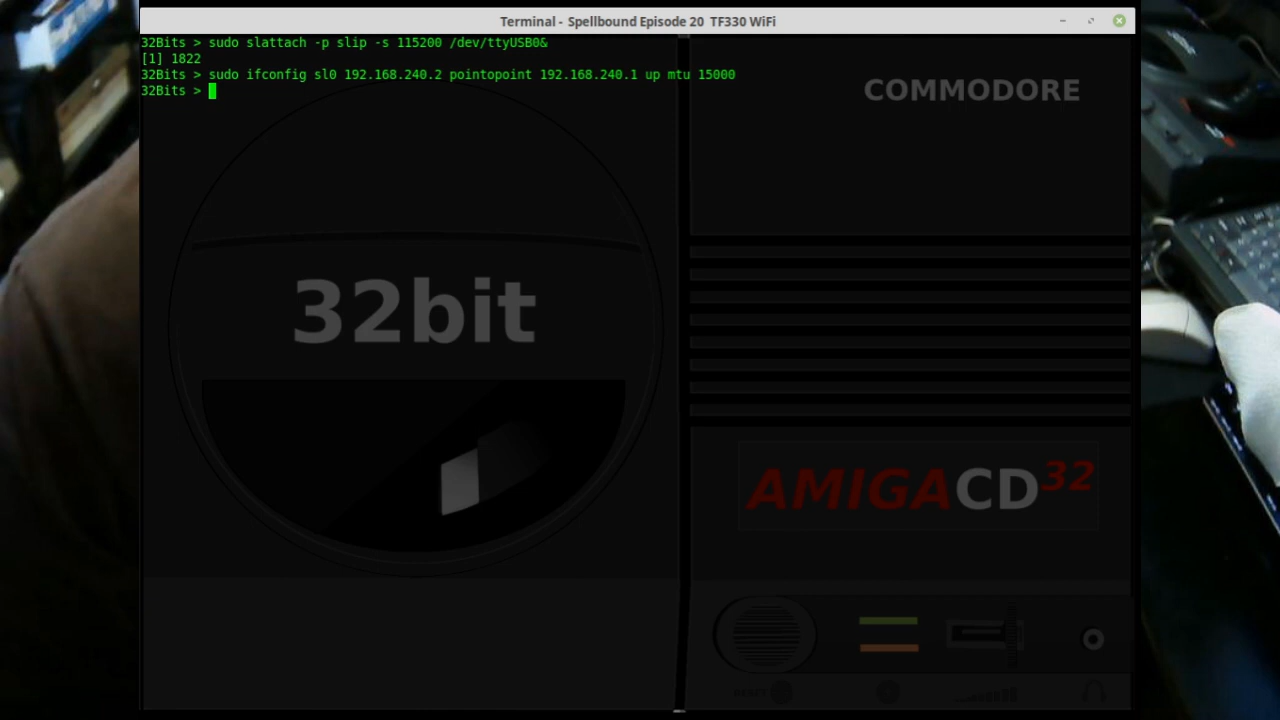 Terminal - Spellbound Episode 20  TF330 WiFi
32Bits > sudo slattach -p slip -s 115200 /dev/ttyUSB0&
[1] 1822
32Bits > sudo ifconfig sl0 192.168.240.2 pointopoint 192.168.240.1 up mtu 15000
32Bits >
COMMODORE
32bit
AMIGACD32
RESET